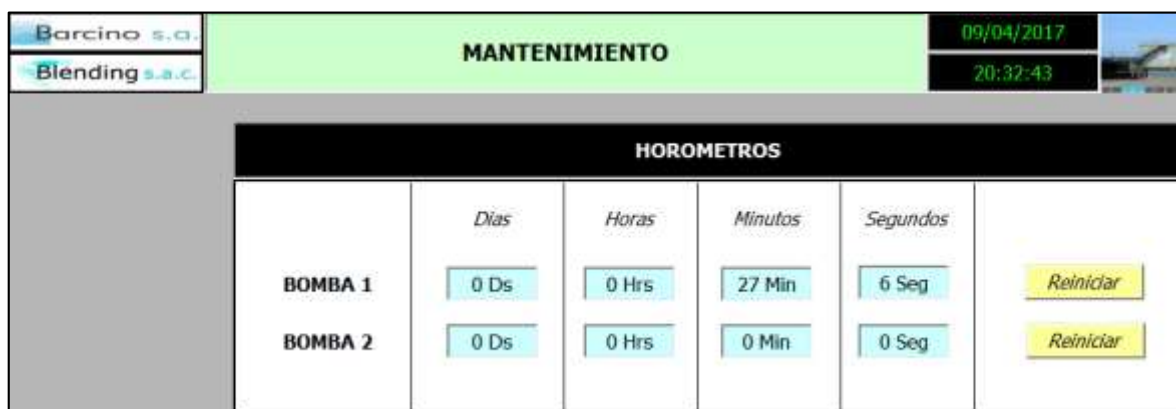 Barcino s.a.
Blending s.a.c.
MANTENIMIENTO
09/04/2017
20:32:43
HOROMETROS
Dias Horas Minutos Segundos
BOMBA 1 0 Ds 0 Hrs 27 Min 6 Seg Reiniciar
BOMBA 2 0 Ds 0 Hrs 0 Min 0 Seg Reiniciar